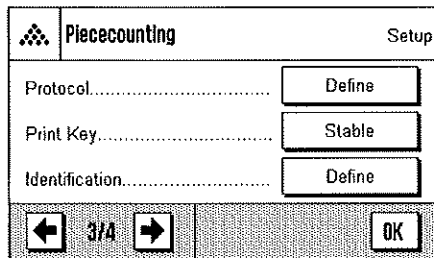 Piececounting Setup
Protocol.............................. Define
Print Key............................. Stable
Identification......................... Define
3/4 OK